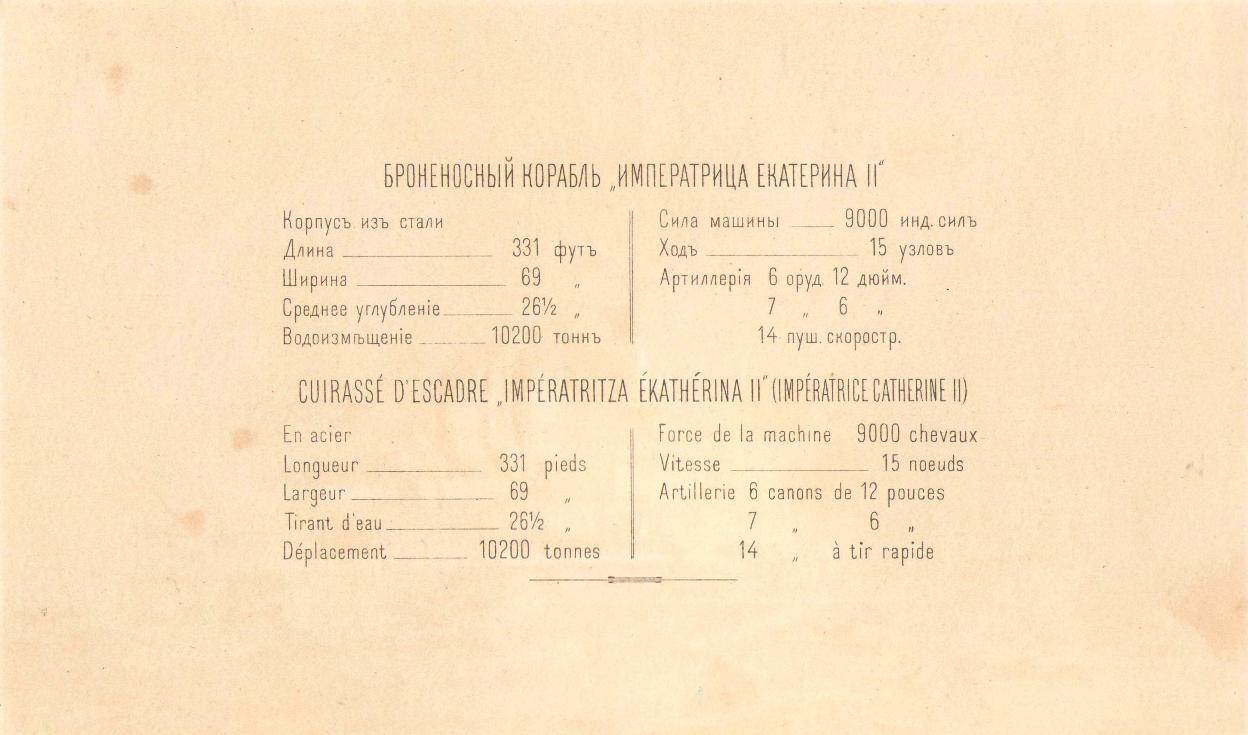 БРОНЕНОСНЫЙ КОРАБЛЬ „ИМПЕРАТРИЦА ЕКАТЕРИНА II“
Корпусъ изъ стали
Длина 331 футъ
Ширина 69 „
Среднее углубленіе 26½ „
Водоизмѣщеніе 10200 тоннъ
Сила машины 9000 инд. силъ
Ходъ 15 узловъ
Артиллерія 6 оруд. 12 дюйм.
7 „ 6 „
14 пуш. скоростр.
CUIRASSÉ D'ESCADRE „IMPÉRATRITZA ÉKATHÉRINA II“ (IMPÉRATRICE CATHERINE II)
En acier
Longueur 331 pieds
Largeur 69 „
Tirant d'eau 26½ „
Déplacement 10200 tonnes
Force de la machine 9000 chevaux
Vitesse 15 noeuds
Artillerie 6 canons de 12 pouces
7 „ 6 „
14 „ à tir rapide